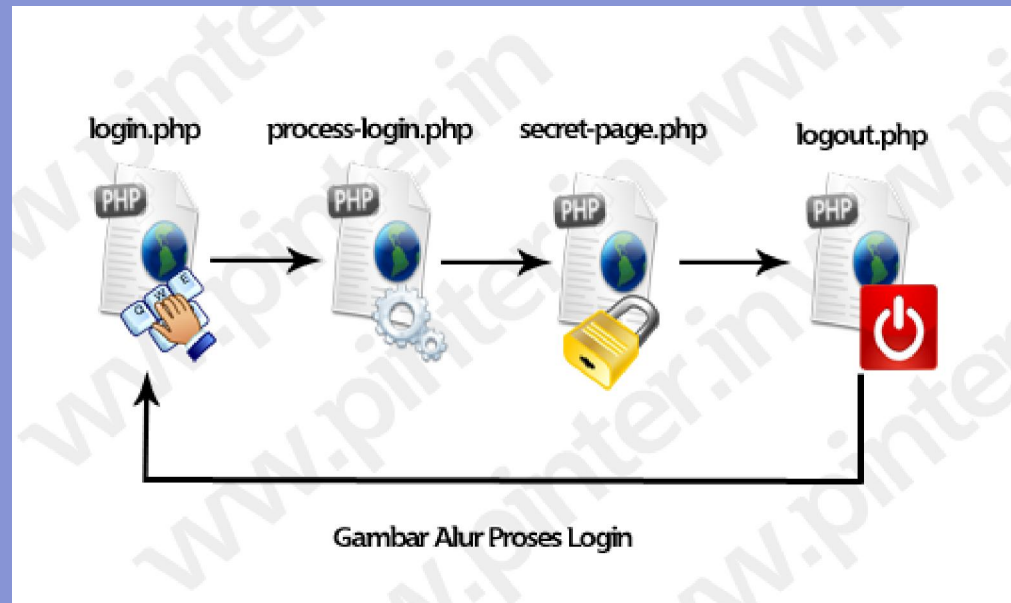 www.pinter.in
login.php
process-login.php
secret-page.php
logout.php
PHP
PHP
PHP
PHP
Q W E
Gambar Alur Proses Login